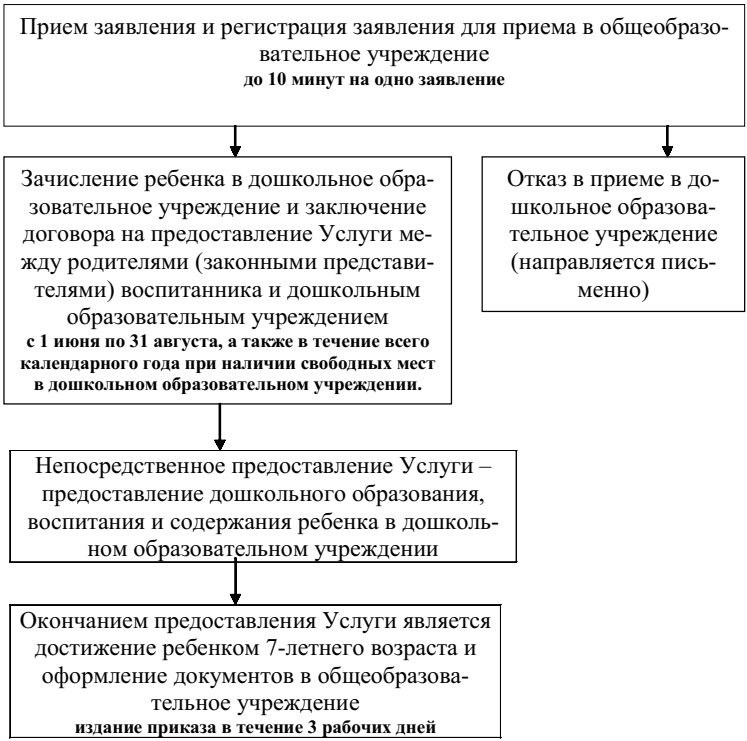 Прием заявления и регистрация заявления для приема в общеобразо-
вательное учреждение
до 10 минут на одно заявление
Зачисление ребенка в дошкольное обра-
зовательное учреждение и заключение
договора на предоставление Услуги ме-
жду родителями (законными представи-
телями) воспитанника и дошкольным
образовательным учреждением
с 1 июня по 31 августа, а также в течение всего
календарного года при наличии свободных мест
в дошкольном образовательном учреждении.
Отказ в приеме в до-
школьное образова-
тельное учреждение
(направляется пись-
менно)
Непосредственное предоставление Услуги –
предоставление дошкольного образования,
воспитания и содержания ребенка в дошколь-
ном образовательном учреждении
Окончанием предоставления Услуги является
достижение ребенком 7-летнего возраста и
оформление документов в общеобразова-
тельное учреждение
издание приказа в течение 3 рабочих дней